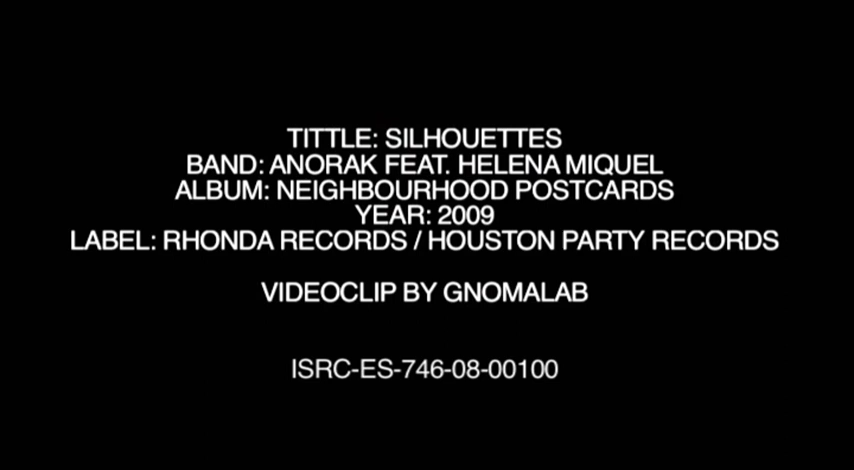 TITTLE: SILHOUETTES
BAND: ANORAK FEAT. HELENA MIQUEL
ALBUM: NEIGHBOURHOOD POSTCARDS
YEAR: 2009
LABEL: RHONDA RECORDS / HOUSTON PARTY RECORDS
VIDEOCLIP BY GNOMALAB
ISRC-ES-746-08-00100